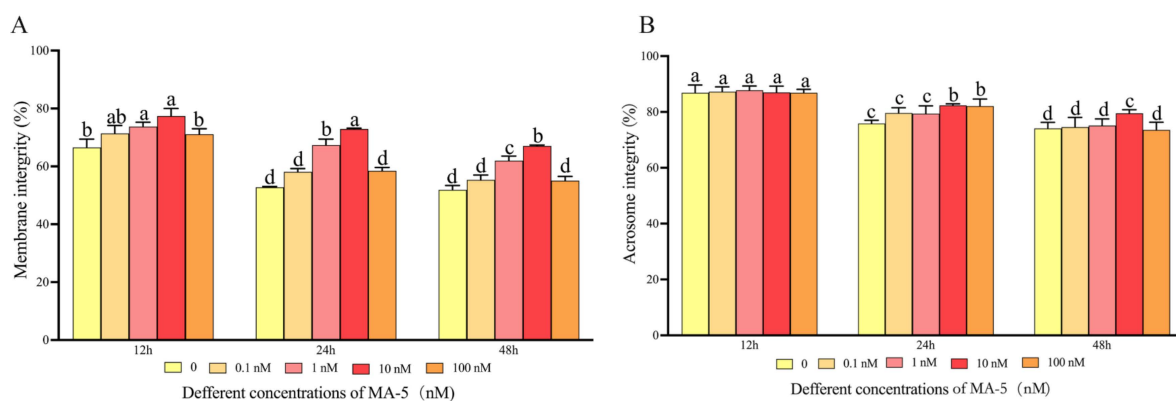 A
Membrane intergrity (%)
100
80
60
40
20
0
b
ab
a
a
b
d
d
b
a
d
d
d
c
b
d
12h
24h
48h
0
0.1 nM
1 nM
10 nM
100 nM
Defferent concentrations of MA-5（nM)
B
Acrosome integrity (%)
100
80
60
40
20
0
a
a
a
a
a
c
c
c
b
b
d
d
d
c
d
12h
24h
48h
0
0.1 nM
1 nM
10 nM
100 nM
Defferent concentrations of MA-5（nM)